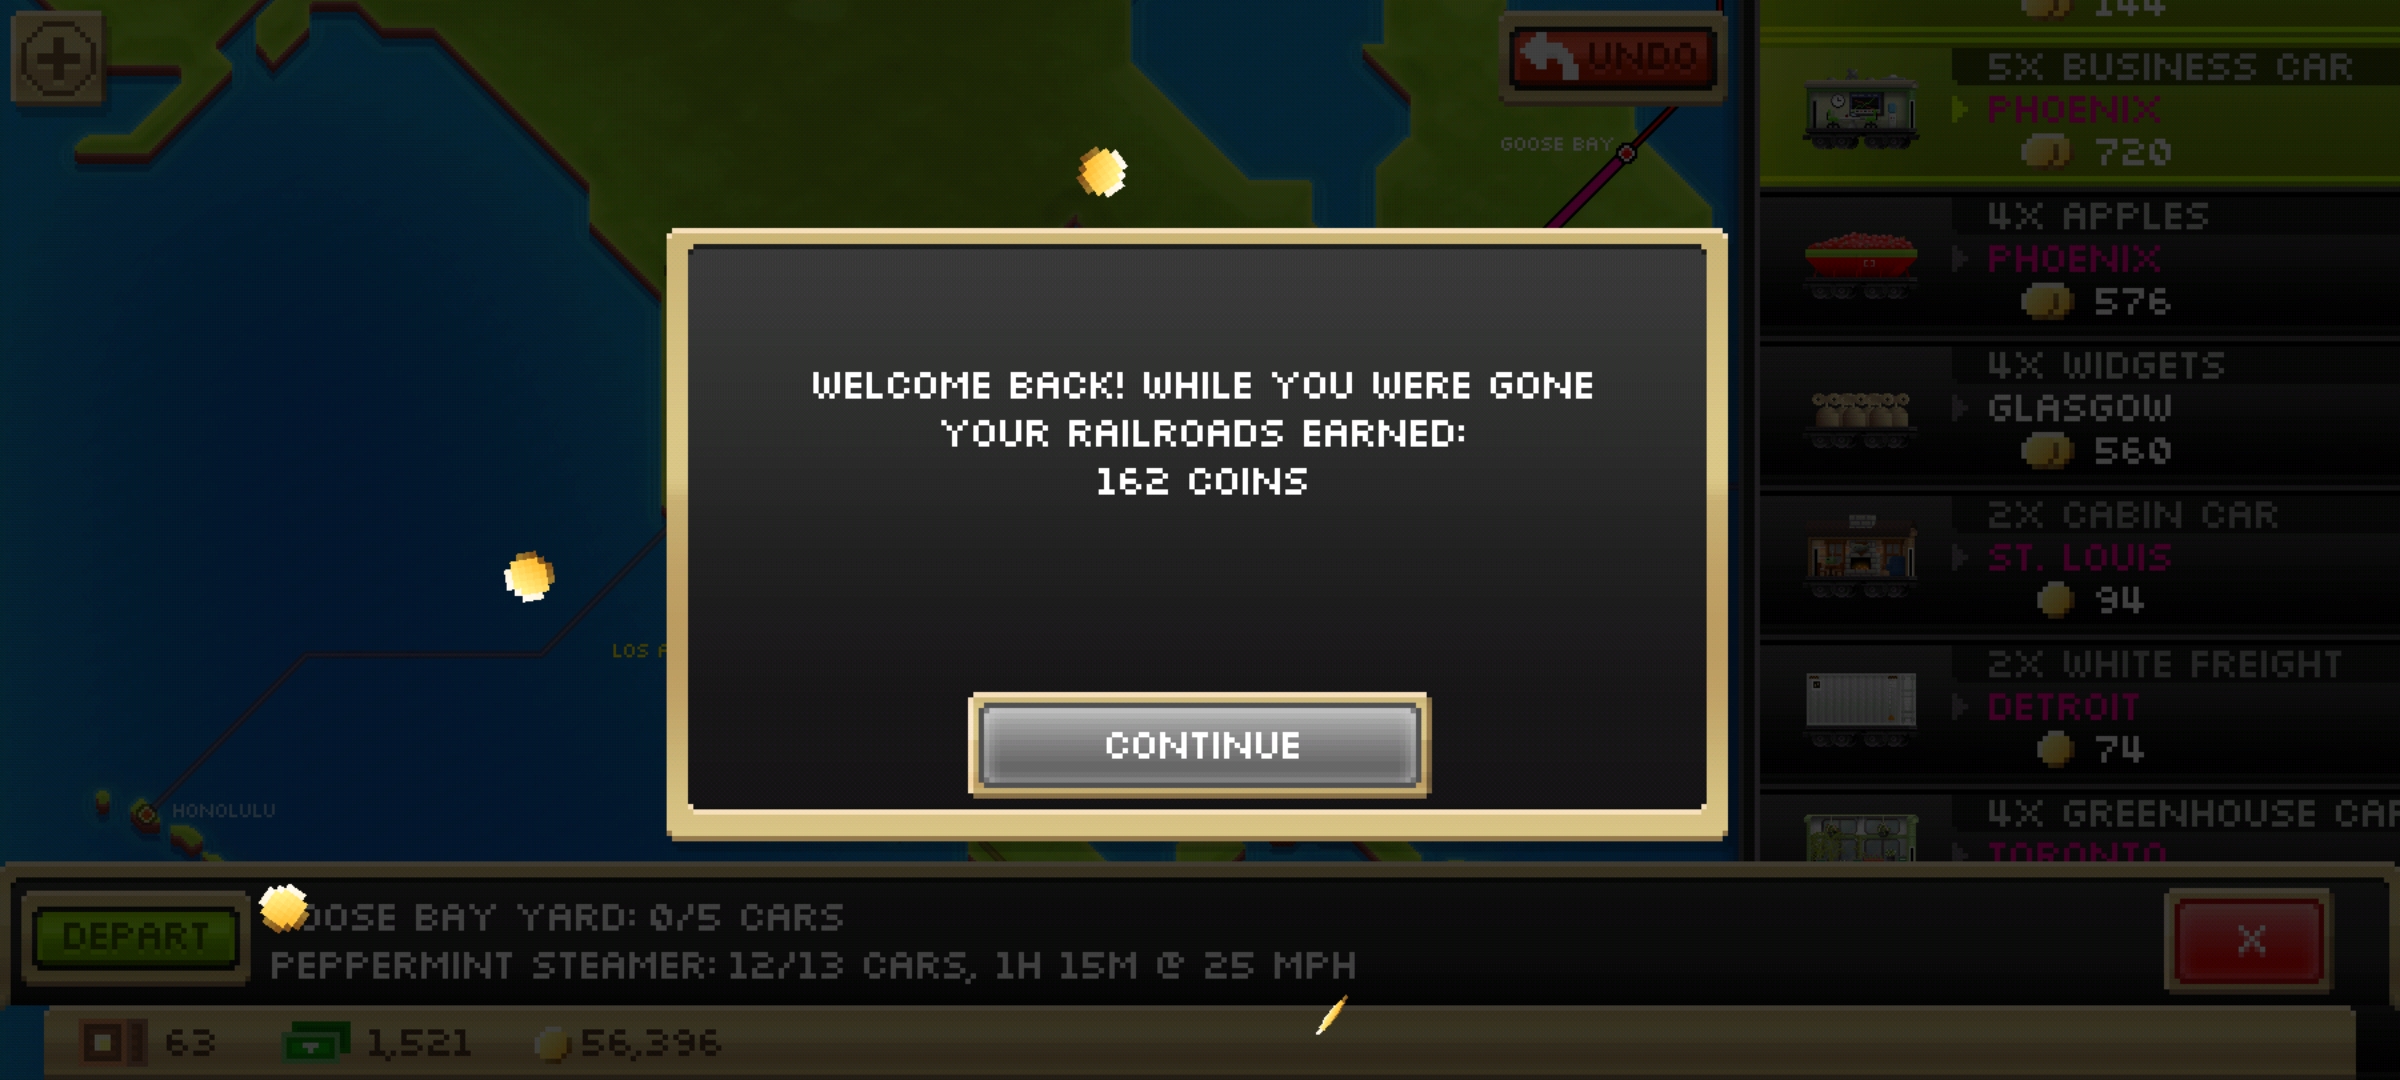 144
UNDO
5X BUSINESS CAR
PHOENIX
720
GOOSE BAY
4X APPLES
PHOENIX
576
4X WIDGETS
GLASGOW
560
WELCOME BACK! WHILE YOU WERE GONE
YOUR RAILROADS EARNED:
162 COINS
CONTINUE
2X CABIN CAR
ST. LOUIS
94
LOS
2X WHITE FREIGHT
DETROIT
74
HONOLULU
4X GREENHOUSE CAR
TORONTO
DEPART
OOSE BAY YARD: 0/5 CARS
PEPPERMINT STEAMER: 12/13 CARS, 1H 15M @ 25 MPH
X
63
1,521
56,396